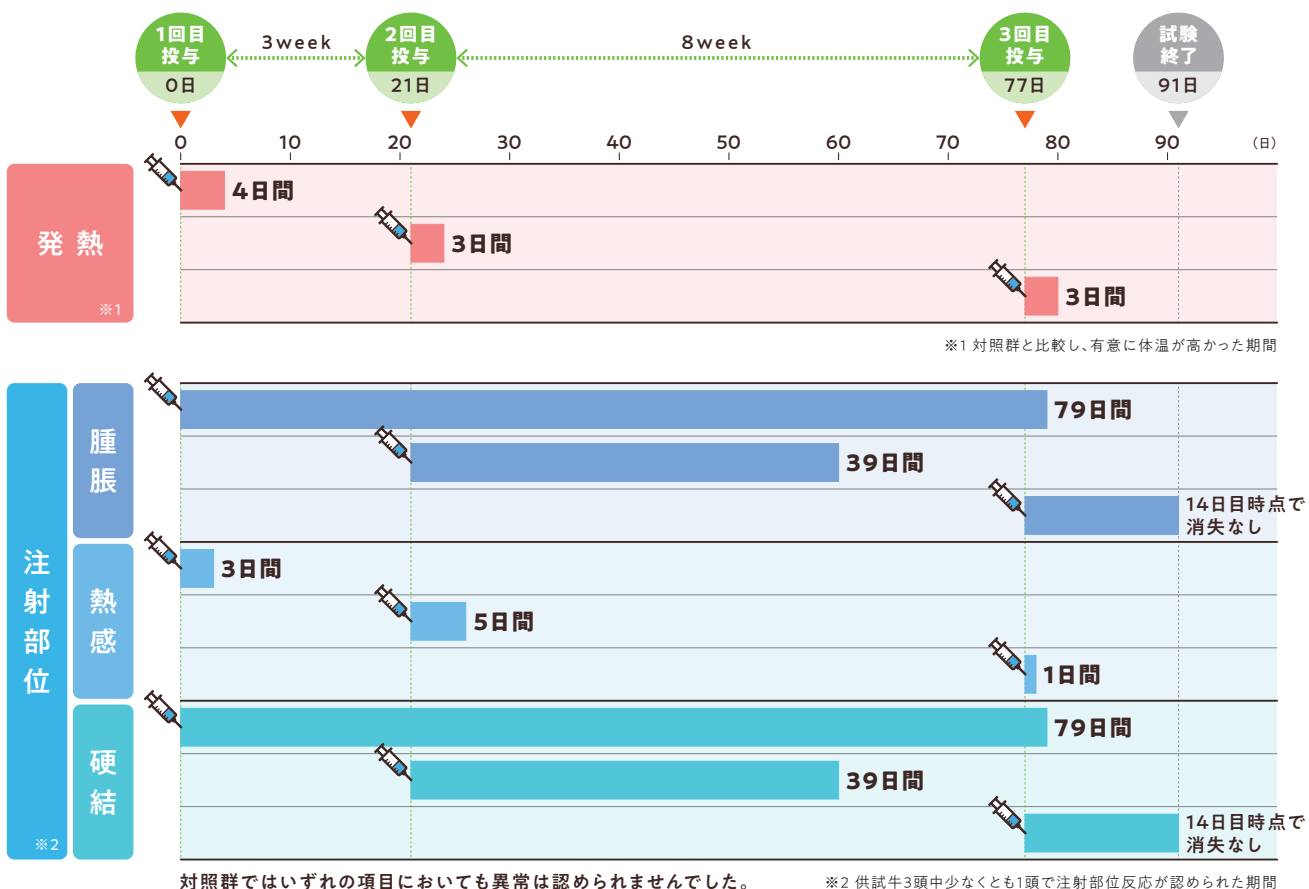 1回目
投与
0日
3week
2回目
投与
21日
8week
3回目
投与
77日
試験
終了
91日
0 10 20 30 40 50 60 70 80 90 (日)
発熱
※1
4日間
3日間
3日間
※1 対照群と比較し、有意に体温が高かった期間
注射部位
※2
腫脹
79日間
39日間
14日目時点で
消失なし
熱感
3日間
5日間
1日間
硬結
79日間
39日間
14日目時点で
消失なし
対照群ではいずれの項目においても異常は認められませんでした。
※2 供試牛3頭中少なくとも1頭で注射部位反応が認められた期間